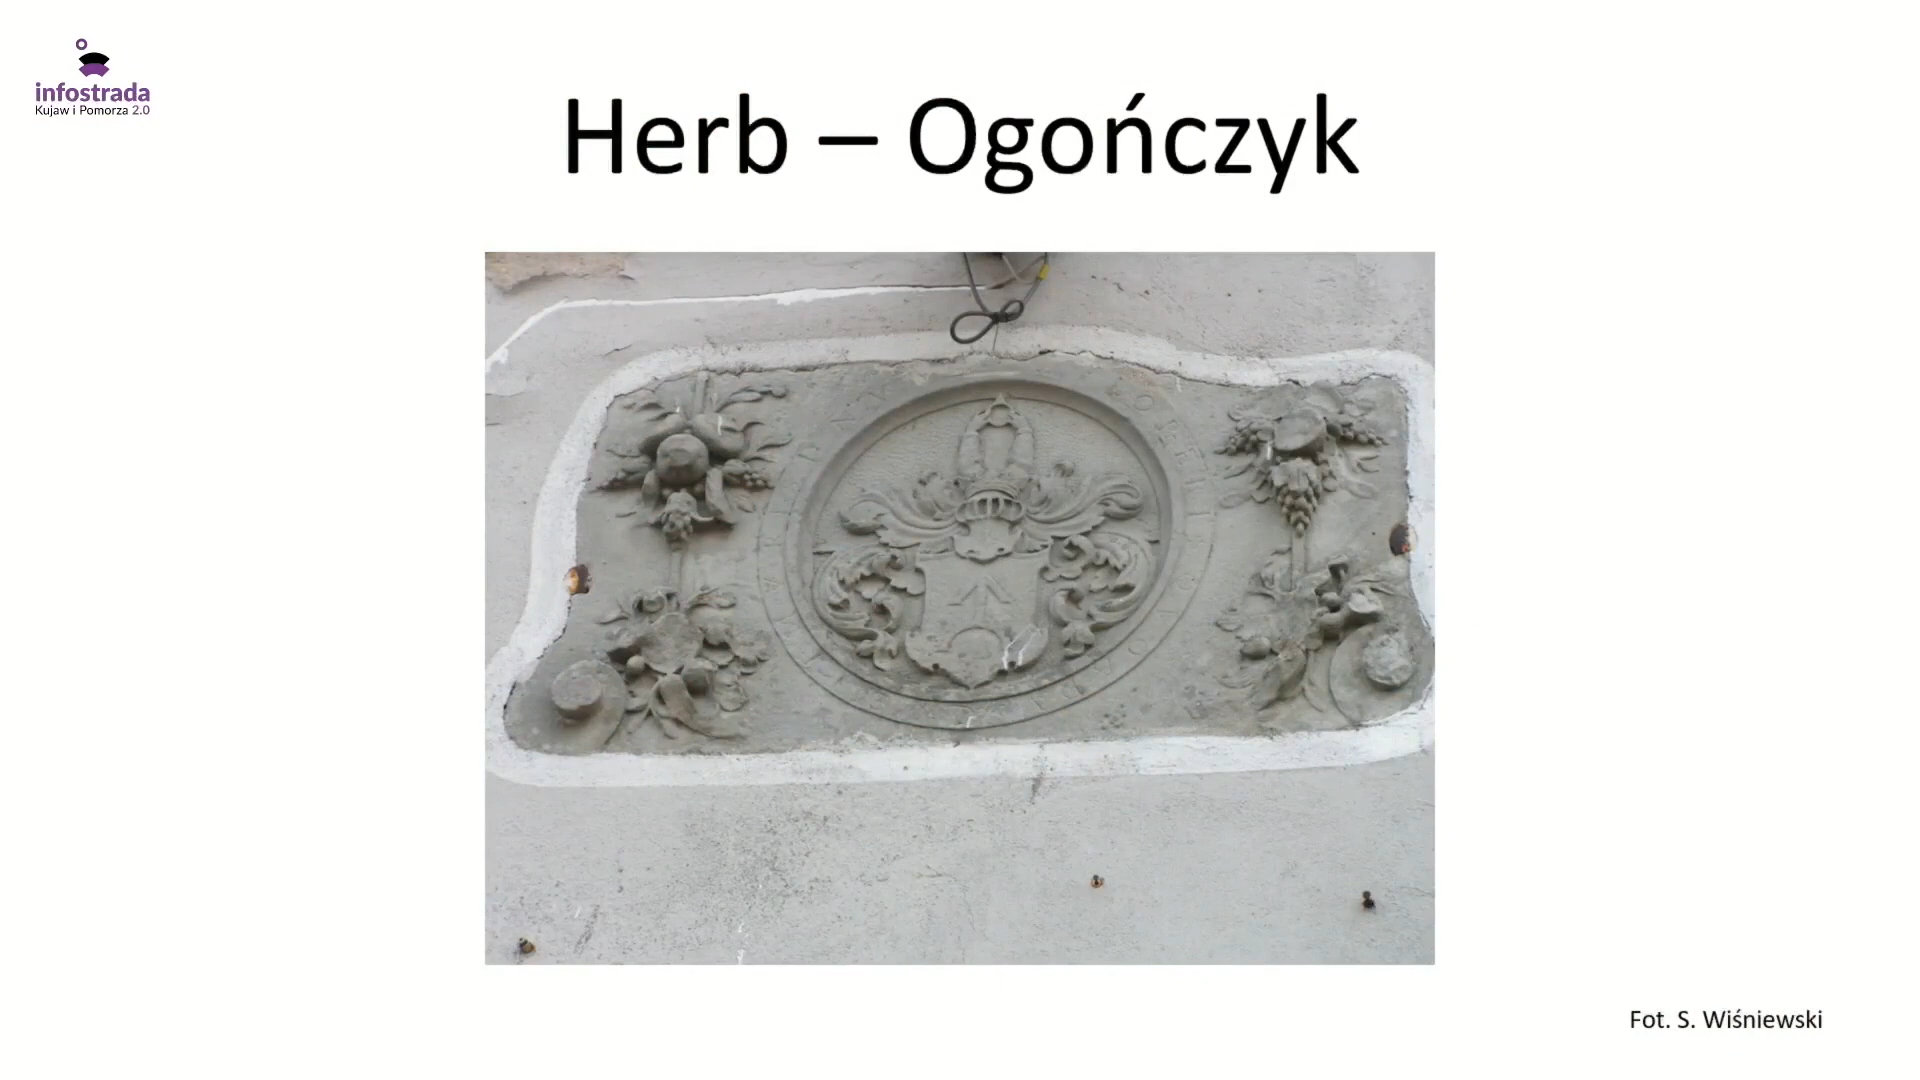 infostrada
Kujaw i Pomorza 2.0
Herb – Ogończyk
Fot. S. Wiśniewski